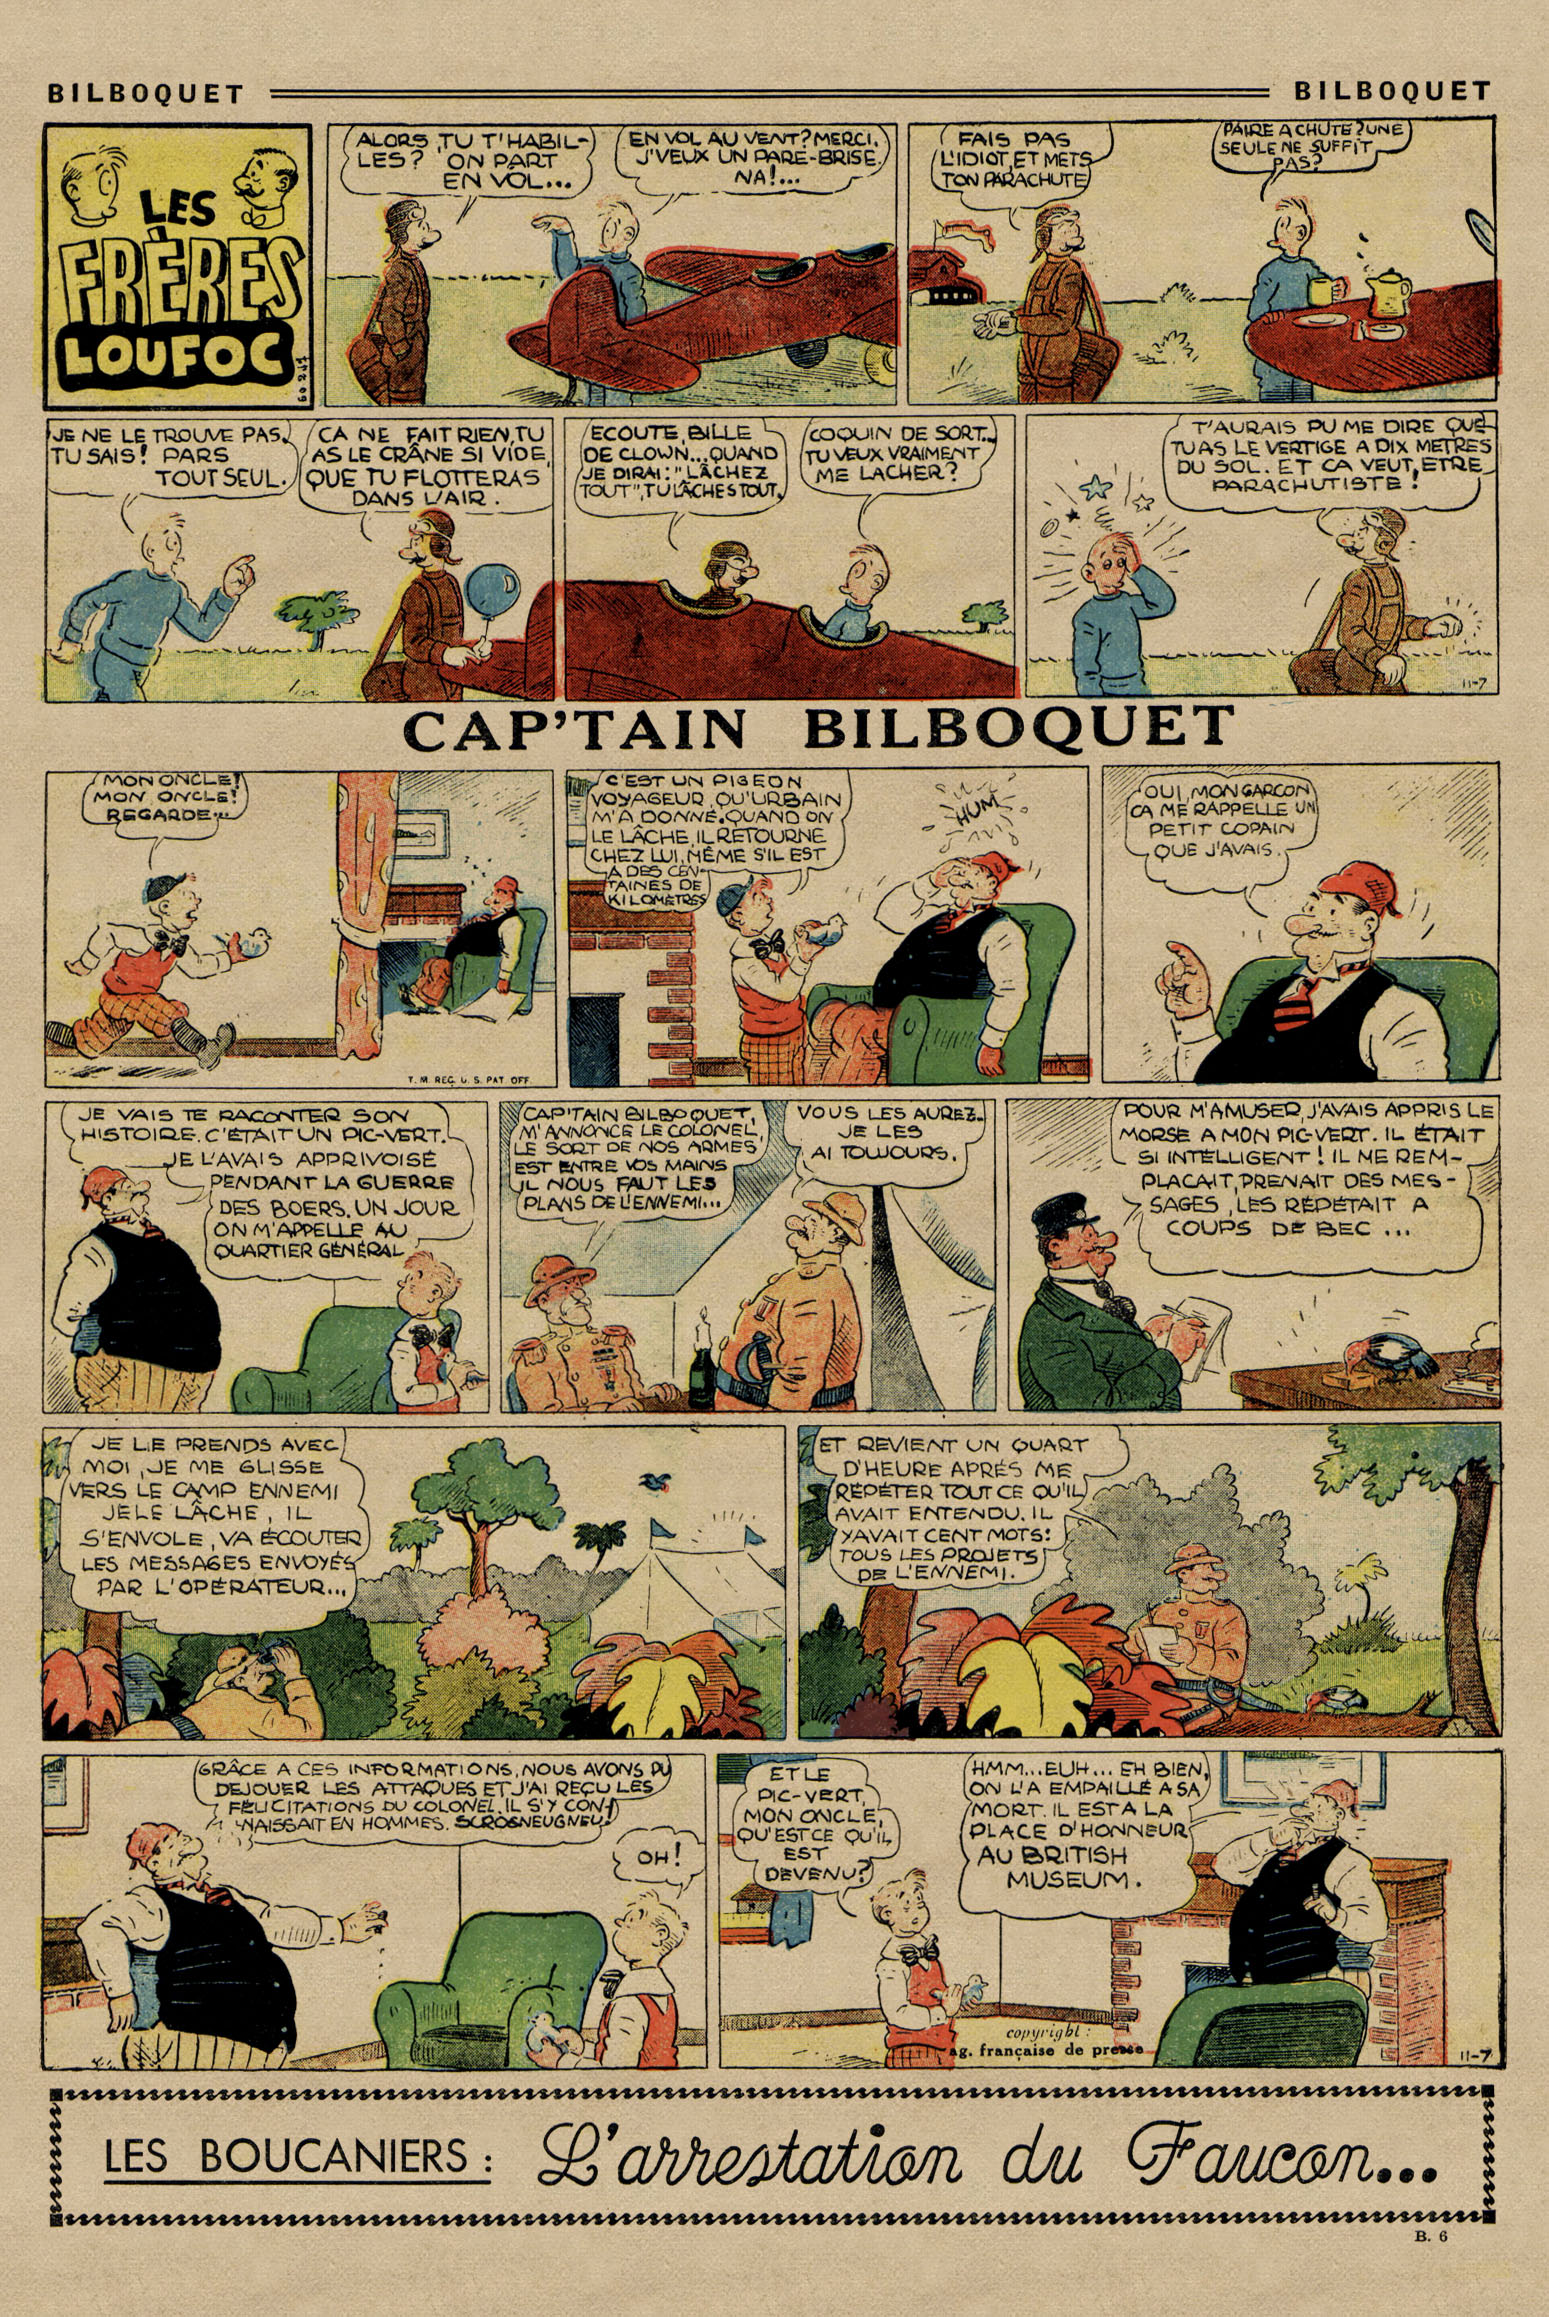 BILBOQUET
BILBOQUET
LES
FRÈRES
LOUFOC
ALORS, TU T'HABIL-
LES? ON PART
EN VOL...
EN VOL AU VENT? MERCI.
J'VEUX UN PARE-BRISE.
NA!...
FAIS PAS
L'IDIOT, ET METS
TON PARACHUTE
PAIRE A CHUTE? UNE
SEULE NE SUFFIT
PAS?
JE NE LE TROUVE PAS,
TU SAIS! PARS
TOUT SEUL.
CA NE FAIT RIEN, TU
AS LE CRÂNE SI VIDE,
QUE TU FLOTTERAS
DANS L'AIR.
ECOUTE, BILLE
DE CLOWN... QUAND
JE DIRAI: "LÂCHEZ
TOUT", TU LÂCHES TOUT.
COQUIN DE SORT...
TU VEUX VRAIMENT
ME LACHER?
T'AURAIS PU ME DIRE QUE
TU AS LE VERTIGE A DIX METRES
DU SOL. ET CA VEUT ETRE
PARACHUTISTE!
11-7
CAP'TAIN BILBOQUET
MON ONCLE!
MON ONCLE!
REGARDE...
T. M. REG. U. S. PAT OFF.
C'EST UN PIGEON
VOYAGEUR, QU'URBAIN
M'A DONNÉ. QUAND ON
LE LÂCHE, IL RETOURNE
CHEZ LUI, MÊME S'IL EST
A DES CEN-
TAINES DE
KILOMETRES
HUM
OUI, MON GARCON
CA ME RAPPELLE UN
PETIT COPAIN
QUE J'AVAIS.
JE VAIS TE RACONTER SON
HISTOIRE. C'ÉTAIT UN PIC-VERT.
JE L'AVAIS APPRIVOISÉ
PENDANT LA GUERRE
DES BOERS. UN JOUR
ON M'APPELLE AU
QUARTIER GÉNÉRAL
CAP'TAIN BILBOQUET,
M'ANNONCE LE COLONEL,
LE SORT DE NOS ARMES
EST ENTRE VOS MAINS
IL NOUS FAUT LES
PLANS DE L'ENNEMI...
VOUS LES AUREZ.
JE LES
AI TOUJOURS.
POUR M'AMUSER, J'AVAIS APPRIS LE
MORSE A MON PIC-VERT. IL ÉTAIT
SI INTELLIGENT! IL ME REM-
PLACAIT, PRENAIT DES MES-
SAGES, LES RÉPÉTAIT A
COUPS DE BEC ...
JE LE PRENDS AVEC
MOI, JE ME GLISSE
VERS LE CAMP ENNEMI
JE LE LÂCHE, IL
S'ENVOLE, VA ÉCOUTER
LES MESSAGES ENVOYÉS
PAR L'OPÉRATEUR...
ET REVIENT UN QUART
D'HEURE APRÉS ME
RÉPÉTER TOUT CE QU'IL
AVAIT ENTENDU. IL
Y AVAIT CENT MOTS:
TOUS LES PROJETS
DE L'ENNEMI.
GRÂCE A CES INFORMATIONS, NOUS AVONS PU
DEJOUER LES ATTAQUES ET J'AI REÇU LES
FÉLICITATIONS DU COLONEL. IL S'Y CON-
NAISSAIT EN HOMMES. SCROGNEUGNEU!
OH!
ET LE
PIC-VERT,
MON ONCLE,
QU'EST CE QU'IL
EST
DEVENU?
HMM...EUH... EH BIEN,
ON L'A EMPAILLÉ A SA
MORT. IL EST A LA
PLACE D'HONNEUR
AU BRITISH
MUSEUM.
copyright:
ag. française de presse
11-7
LES BOUCANIERS : L'arrestation du Faucon...
B. 6